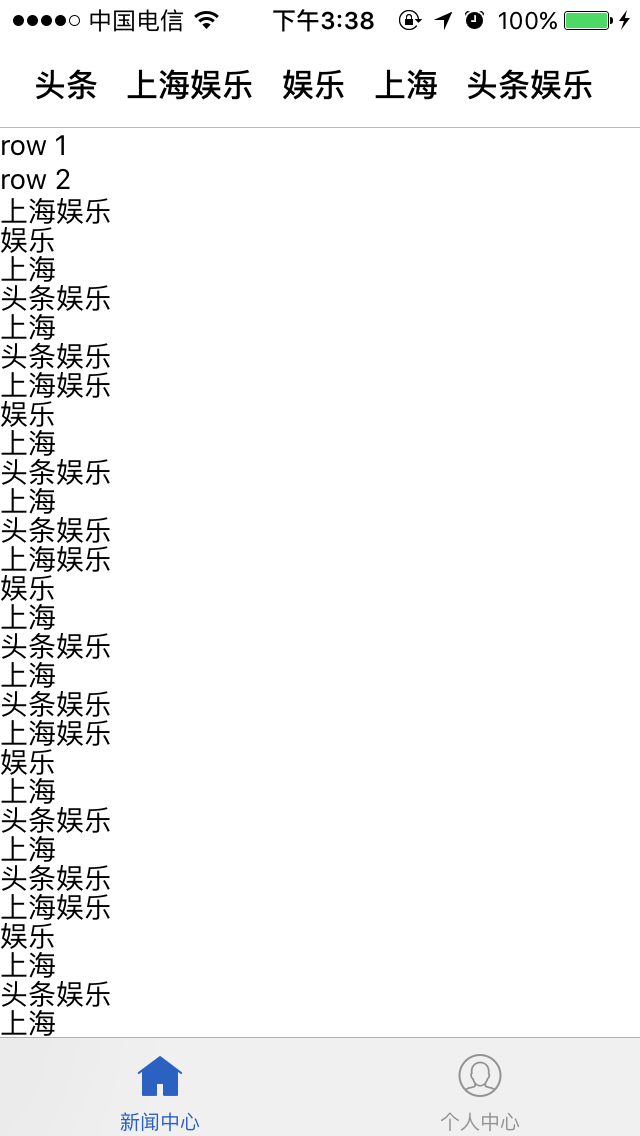 中国电信 下午3:38 100%
头条 上海娱乐 娱乐 上海 头条娱乐
row 1
row 2
上海娱乐
娱乐
上海
头条娱乐
上海
头条娱乐
上海娱乐
娱乐
上海
头条娱乐
上海
头条娱乐
上海娱乐
娱乐
上海
头条娱乐
上海
头条娱乐
上海娱乐
娱乐
上海
头条娱乐
上海
头条娱乐
上海娱乐
娱乐
上海
头条娱乐
上海
新闻中心 个人中心